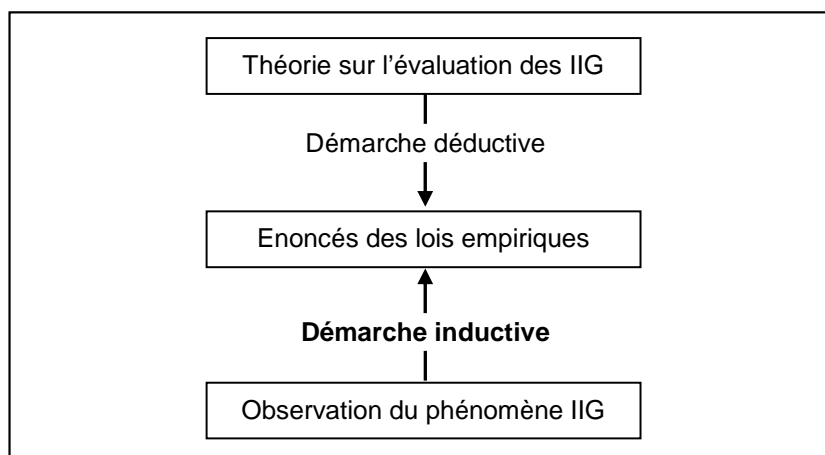 Théorie sur l'évaluation des IIG
Démarche déductive
Enoncés des lois empiriques
Démarche inductive
Observation du phénomène IIG